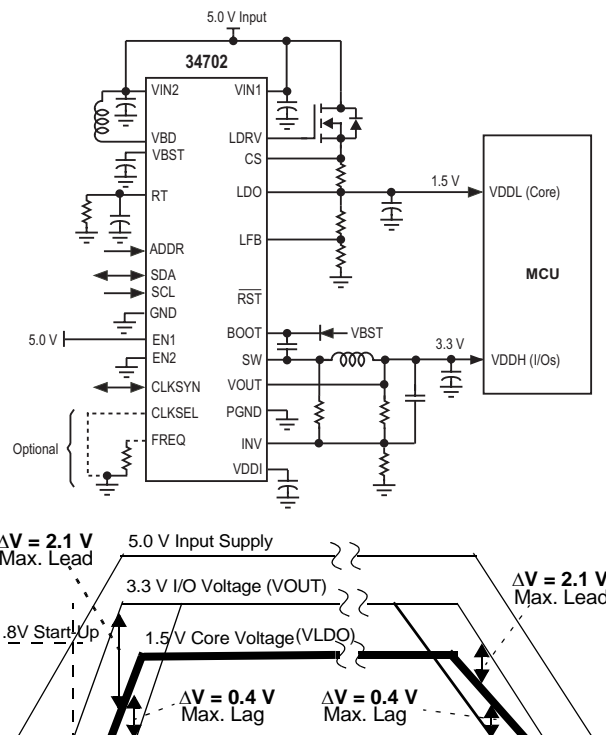 5.0 V Input
34702
VIN2
VIN1
VBD
LDRV
VBST
CS
RT
LDO
1.5 V
VDDL (Core)
LFB
ADDR
MCU
SDA
SCL
RST
GND
BOOT
VBST
5.0 V
EN1
3.3 V
EN2
SW
VDDH (I/Os)
CLKSYN
VOUT
CLKSEL
PGND
Optional
FREQ
INV
VDDI
ΔV = 2.1 V
Max. Lead
5.0 V Input Supply
3.3 V I/O Voltage (VOUT)
ΔV = 2.1 V
Max. Lead
.8V Start-Up
1.5 V Core Voltage (VLDO)
ΔV = 0.4 V
Max. Lag
ΔV = 0.4 V
Max. Lag